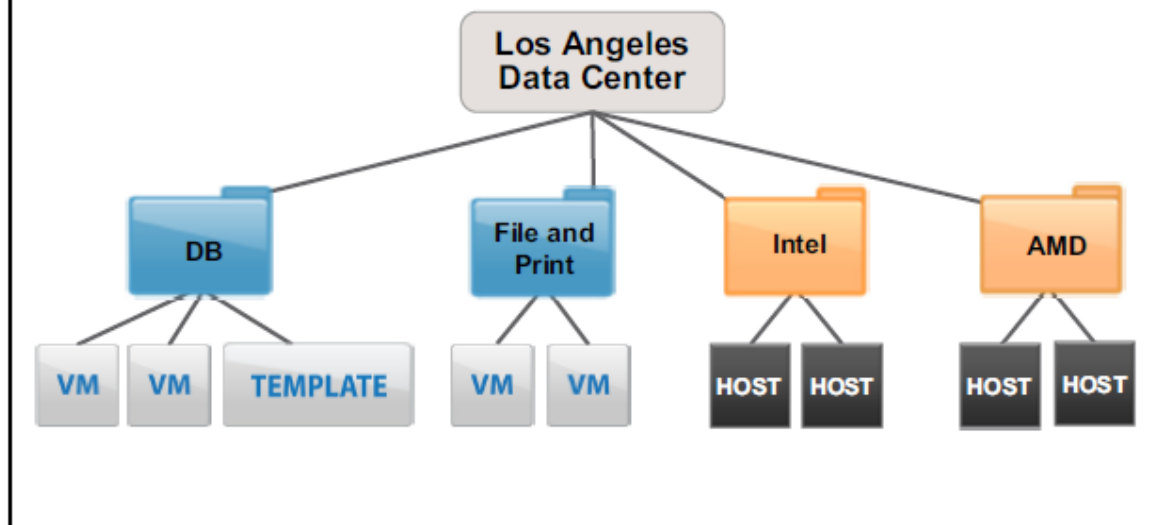 Los Angeles
Data Center
DB
File and
Print
Intel
AMD
VM
VM
TEMPLATE
VM
VM
HOST
HOST
HOST
HOST